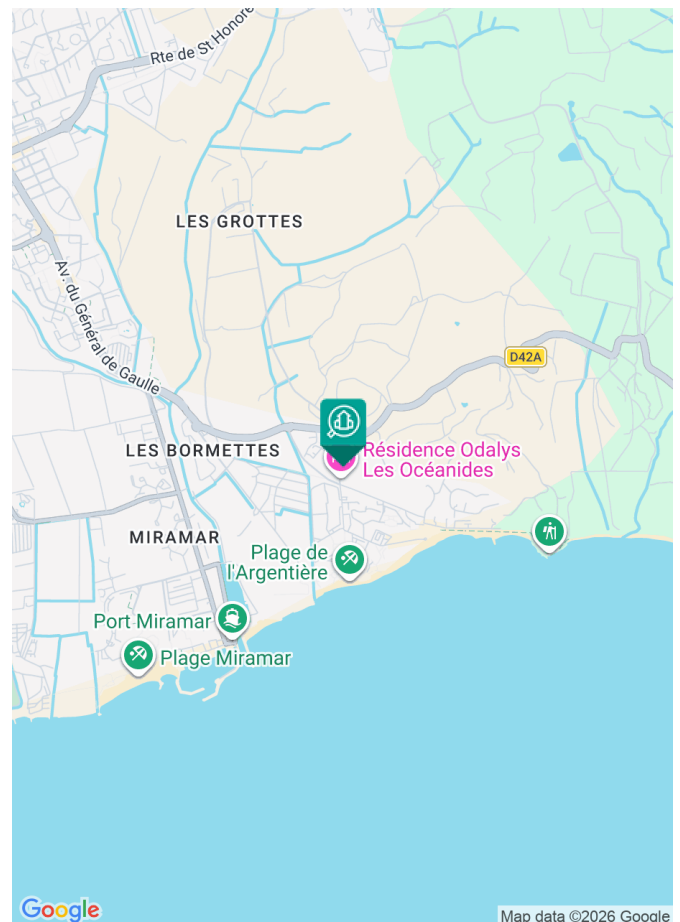 Rte de St Honoré
LES GROTTES
Av. du Général de Gaulle
D42A
LES BORMETTES
Résidence Odalys
Les Océanides
MIRAMAR
Plage de
l'Argentière
Port Miramar
Plage Miramar
Google
Map data ©2026 Google